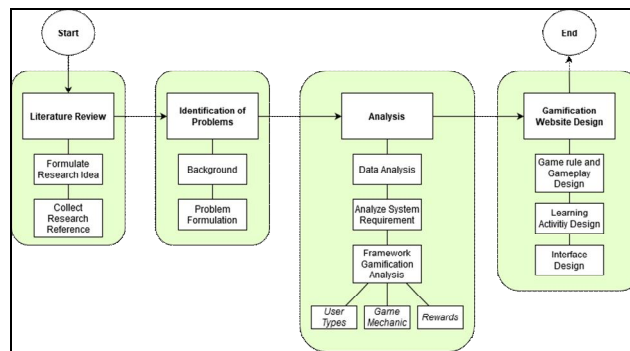 Start
End
Literature Review
Formulate
Research Idea
Collect
Research
Reference
Identification of
Problems
Background
Problem
Formulation
Analysis
Data Analysis
Analyze System
Requirement
Framework
Gamification
Analysis
User
Types
Game
Mechanic
Rewards
Gamification
Website Design
Game rule and
Gameplay
Design
Learning
Activitiy Design
Interface
Design